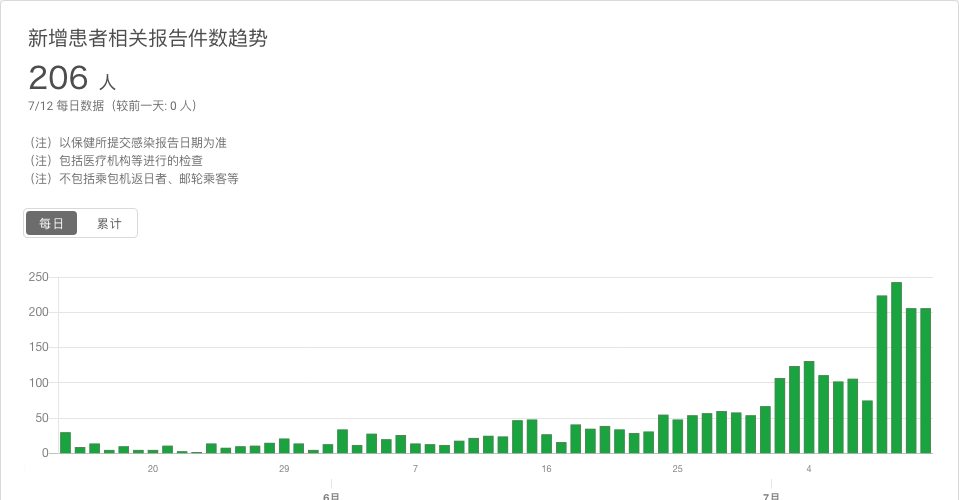 新增患者相关报告件数趋势
206 人
7/12 每日数据（较前一天: 0 人）
（注）以保健所提交感染报告日期为准
（注）包括医疗机构等进行的检查
（注）不包括乘包机返日者、邮轮乘客等
每日 累计
250
200
150
100
50
0
20 29 7 16 25 4
6月 7月